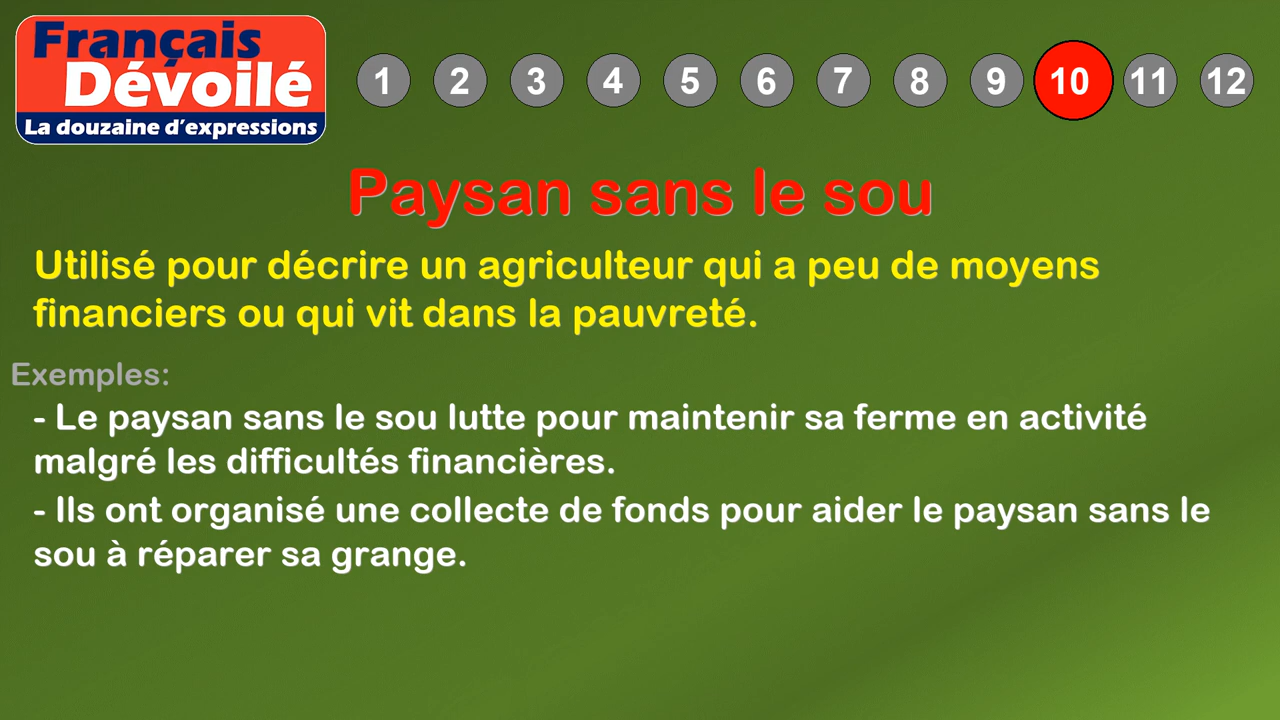 Français
Dévoilé
La douzaine d'expressions
1 2 3 4 5 6 7 8 9 10 11 12
Paysan sans le sou
Utilisé pour décrire un agriculteur qui a peu de moyens
financiers ou qui vit dans la pauvreté.
Exemples:
- Le paysan sans le sou lutte pour maintenir sa ferme en activité
malgré les difficultés financières.
- Ils ont organisé une collecte de fonds pour aider le paysan sans le
sou à réparer sa grange.